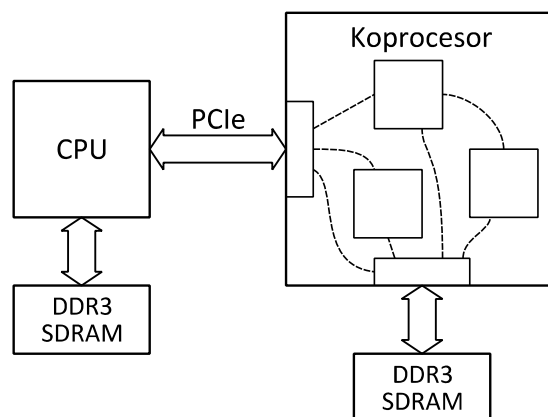 Koprocesor
PCIe
CPU
DDR3
SDRAM
DDR3
SDRAM